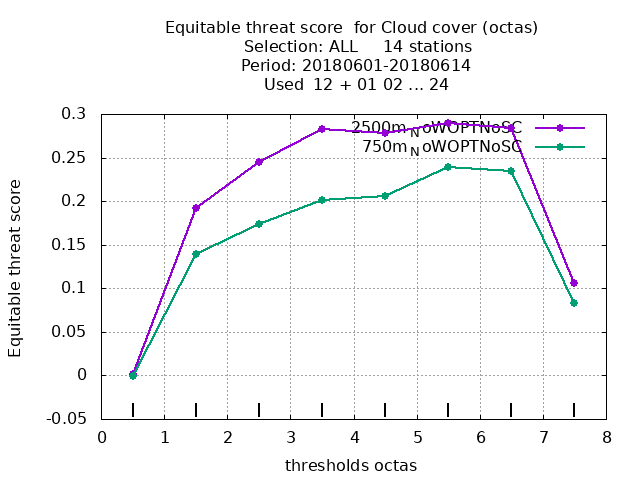 Equitable threat score  for Cloud cover (octas)
Selection: ALL     14 stations
Period: 20180601-20180614
Used  12 + 01 02 ... 24
0.3
0.25
0.2
0.15
0.1
0.05
0
-0.05
Equitable threat score
2500m_NoWOPTNoSC
750m_NoWOPTNoSC
0 1 2 3 4 5 6 7 8
thresholds octas